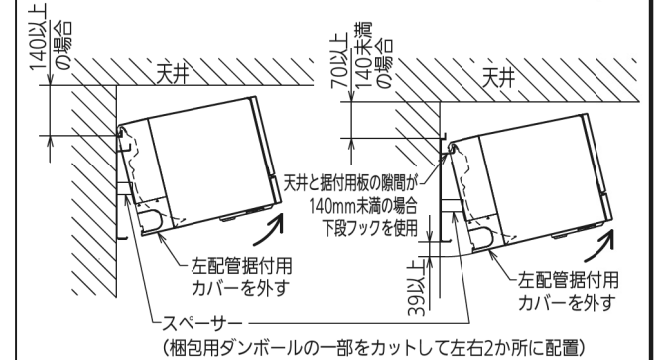 140以上
の場合
天井
70以上
140未満
の場合
天井
天井と据付用板の隙間が
140mm未満の場合
下段フックを使用
左配管据付用
カバーを外す
39以上
左配管据付用
カバーを外す
スペーサー
(梱包用ダンボールの一部をカットして左右2か所に配置)